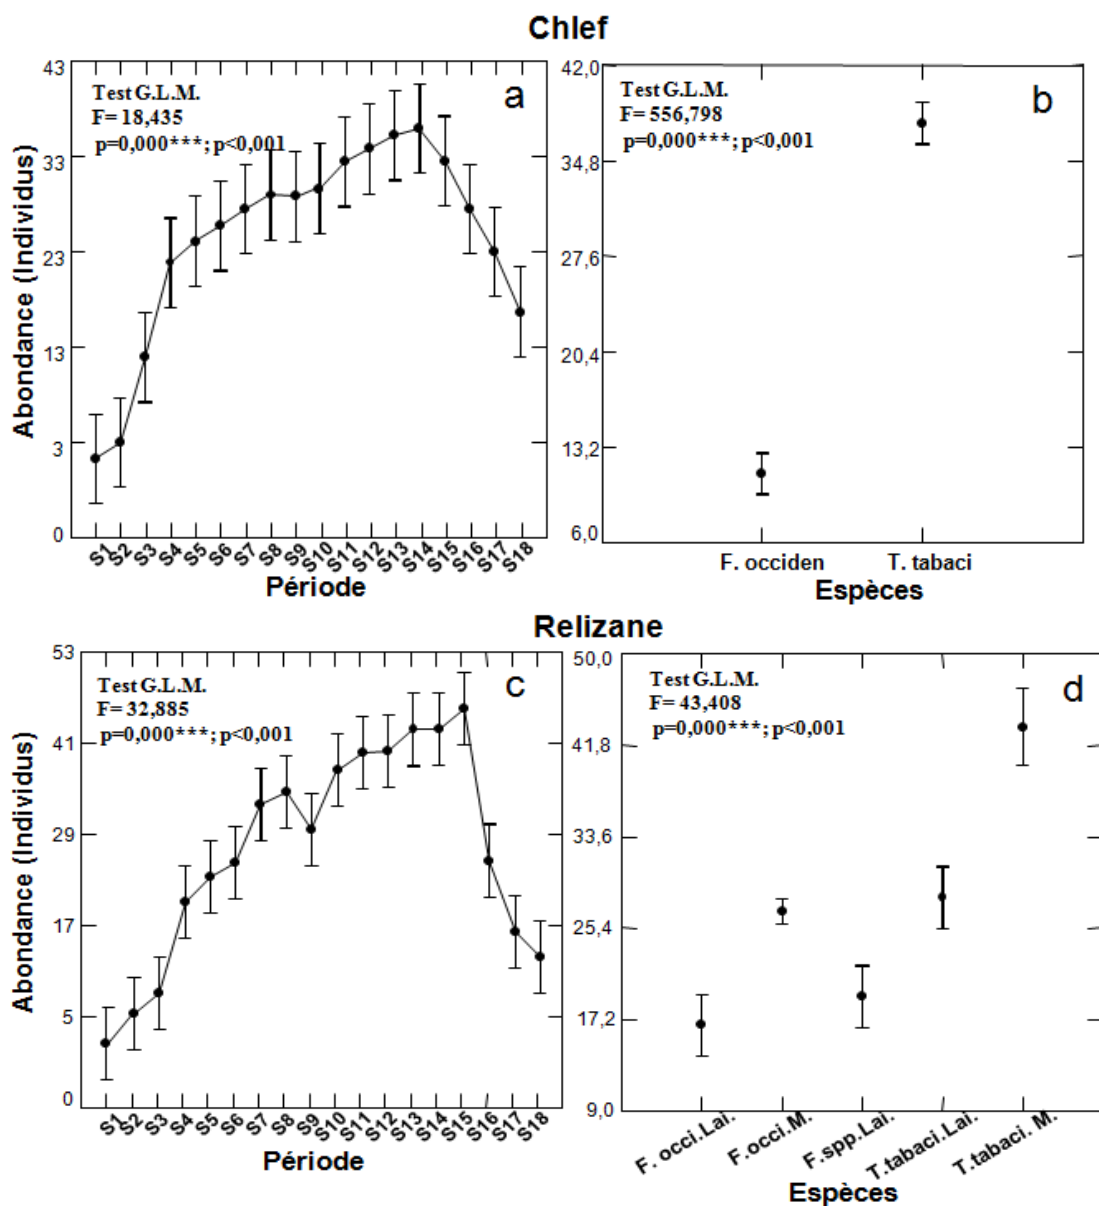 Chlef
a
Test G.L.M.
F= 18,435
p=0,000***; p<0,001
43
33
23
13
3
0
Abondance (Individus)
S1 S2 S3 S4 S5 S6 S7 S8 S9 S10 S11 S12 S13 S14 S15 S16 S17 S18
Période
b
Test G.L.M.
F= 556,798
p=0,000***; p<0,001
42,0
34,8
27,6
20,4
13,2
6,0
F. occiden T. tabaci
Espèces
Relizane
c
Test G.L.M.
F= 32,885
p=0,000***; p<0,001
53
41
29
17
5
0
Abondance (Individus)
S1 S2 S3 S4 S5 S6 S7 S8 S9 S10 S11 S12 S13 S14 S15 S16 S17 S18
Période
d
Test G.L.M.
F= 43,408
p=0,000***; p<0,001
50,0
41,8
33,6
25,4
17,2
9,0
F. occi.Lai. F.occi.M. F.spp.Lai. T.tabaci.Lai. T.tabaci. M.
Espèces